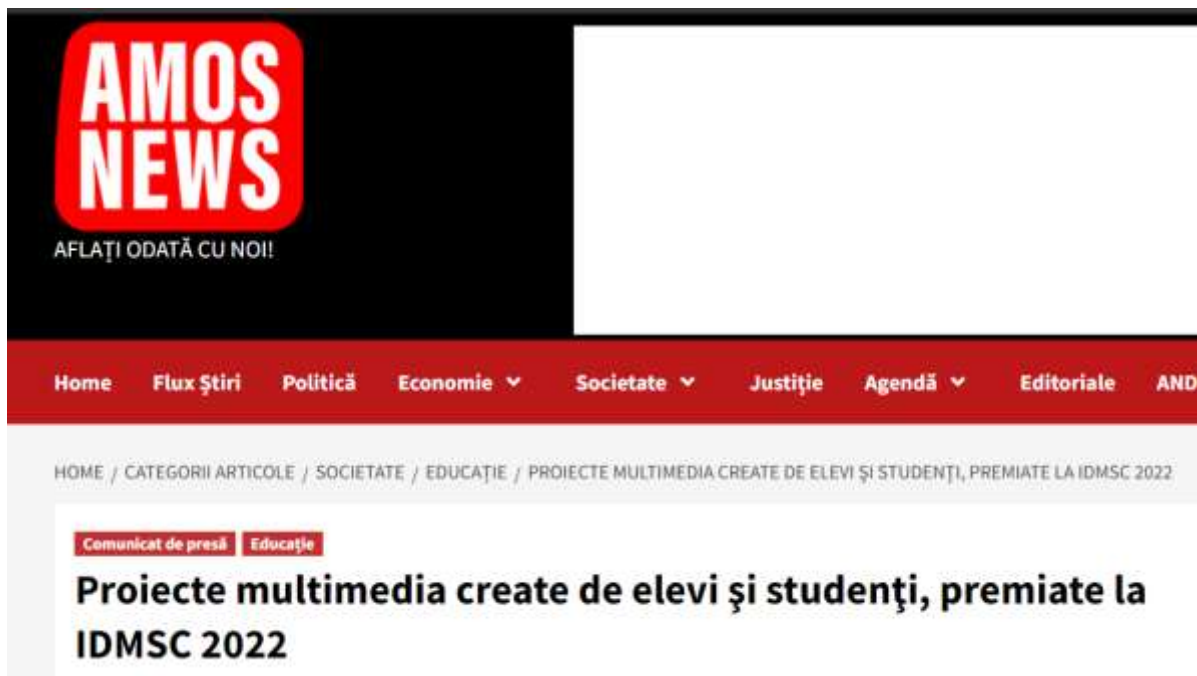 AMOS
NEWS
AFLAȚI ODATĂ CU NOI!
Home Flux Știri Politică Economie Societate Justiție Agendă Editoriale AND
HOME / CATEGORII ARTICOLE / SOCIETATE / EDUCAȚIE / PROIECTE MULTIMEDIA CREATE DE ELEVI ŞI STUDENŢI, PREMIATE LA IDMSC 2022
Comunicat de presă Educație
Proiecte multimedia create de elevi şi studenţi, premiate la
IDMSC 2022